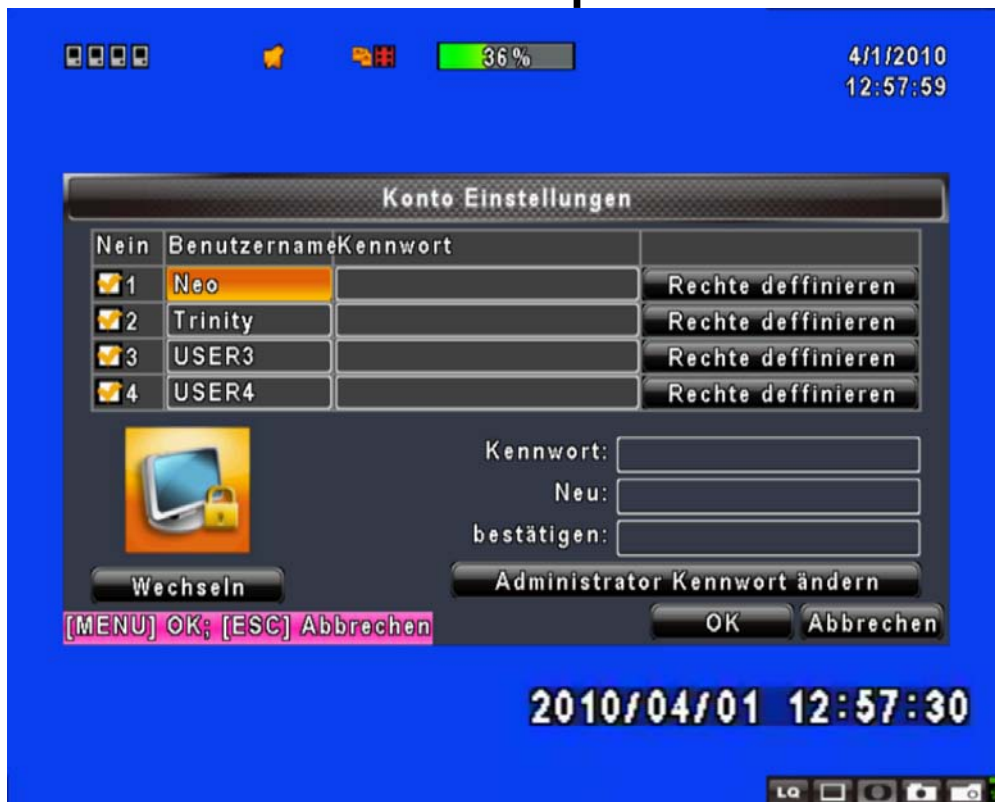 36%
4/1/2010
12:57:59
Konto Einstellungen
Nein Benutzername Kennwort
1 Neo Rechte deffinieren
2 Trinity Rechte deffinieren
3 USER3 Rechte deffinieren
4 USER4 Rechte deffinieren
Kennwort:
Neu:
bestätigen:
Wechseln Administrator Kennwort ändern
[MENU] OK; [ESC] Abbrechen OK Abbrechen
2010/04/01 12:57:30
LQ